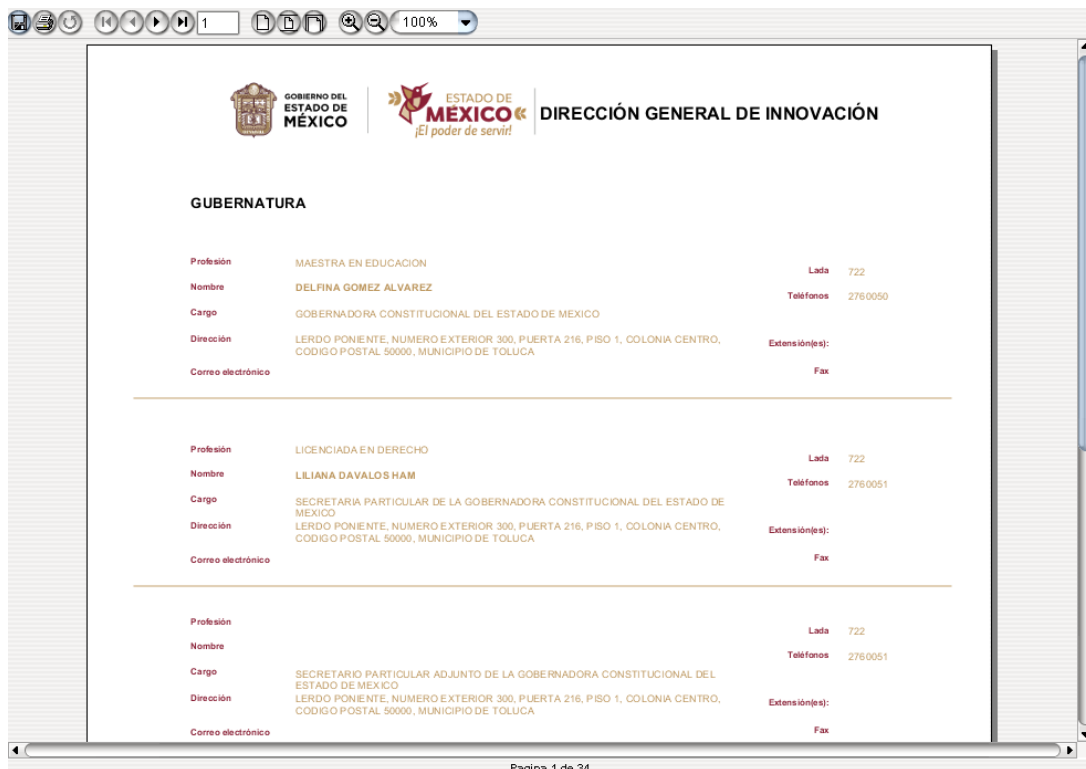 1
100%
GOBIERNO DEL
ESTADO DE
MÉXICO
ESTADO DE
MÉXICO
¡El poder de servir!
DIRECCIÓN GENERAL DE INNOVACIÓN
GUBERNATURA
Profesión MAESTRA EN EDUCACION
Lada 722
Nombre DELFINA GOMEZ ALVAREZ
Teléfonos 2760050
Cargo GOBERNADORA CONSTITUCIONAL DEL ESTADO DE MEXICO
Dirección LERDO PONIENTE, NUMERO EXTERIOR 300, PUERTA 216, PISO 1, COLONIA CENTRO,
CODIGO POSTAL 50000, MUNICIPIO DE TOLUCA
Extensión(es):
Correo electrónico
Fax
Profesión LICENCIADA EN DERECHO
Lada 722
Nombre LILIANA DAVALOS HAM
Teléfonos 2760051
Cargo SECRETARIA PARTICULAR DE LA GOBERNADORA CONSTITUCIONAL DEL ESTADO DE
MEXICO
Dirección LERDO PONIENTE, NUMERO EXTERIOR 300, PUERTA 216, PISO 1, COLONIA CENTRO,
CODIGO POSTAL 50000, MUNICIPIO DE TOLUCA
Extensión(es):
Correo electrónico
Fax
Profesión
Lada 722
Nombre
Teléfonos 2760051
Cargo SECRETARIO PARTICULAR ADJUNTO DE LA GOBERNADORA CONSTITUCIONAL DEL
ESTADO DE MEXICO
Dirección LERDO PONIENTE, NUMERO EXTERIOR 300, PUERTA 216, PISO 1, COLONIA CENTRO,
CODIGO POSTAL 50000, MUNICIPIO DE TOLUCA
Extensión(es):
Correo electrónico
Fax
Pagina 1 de 34